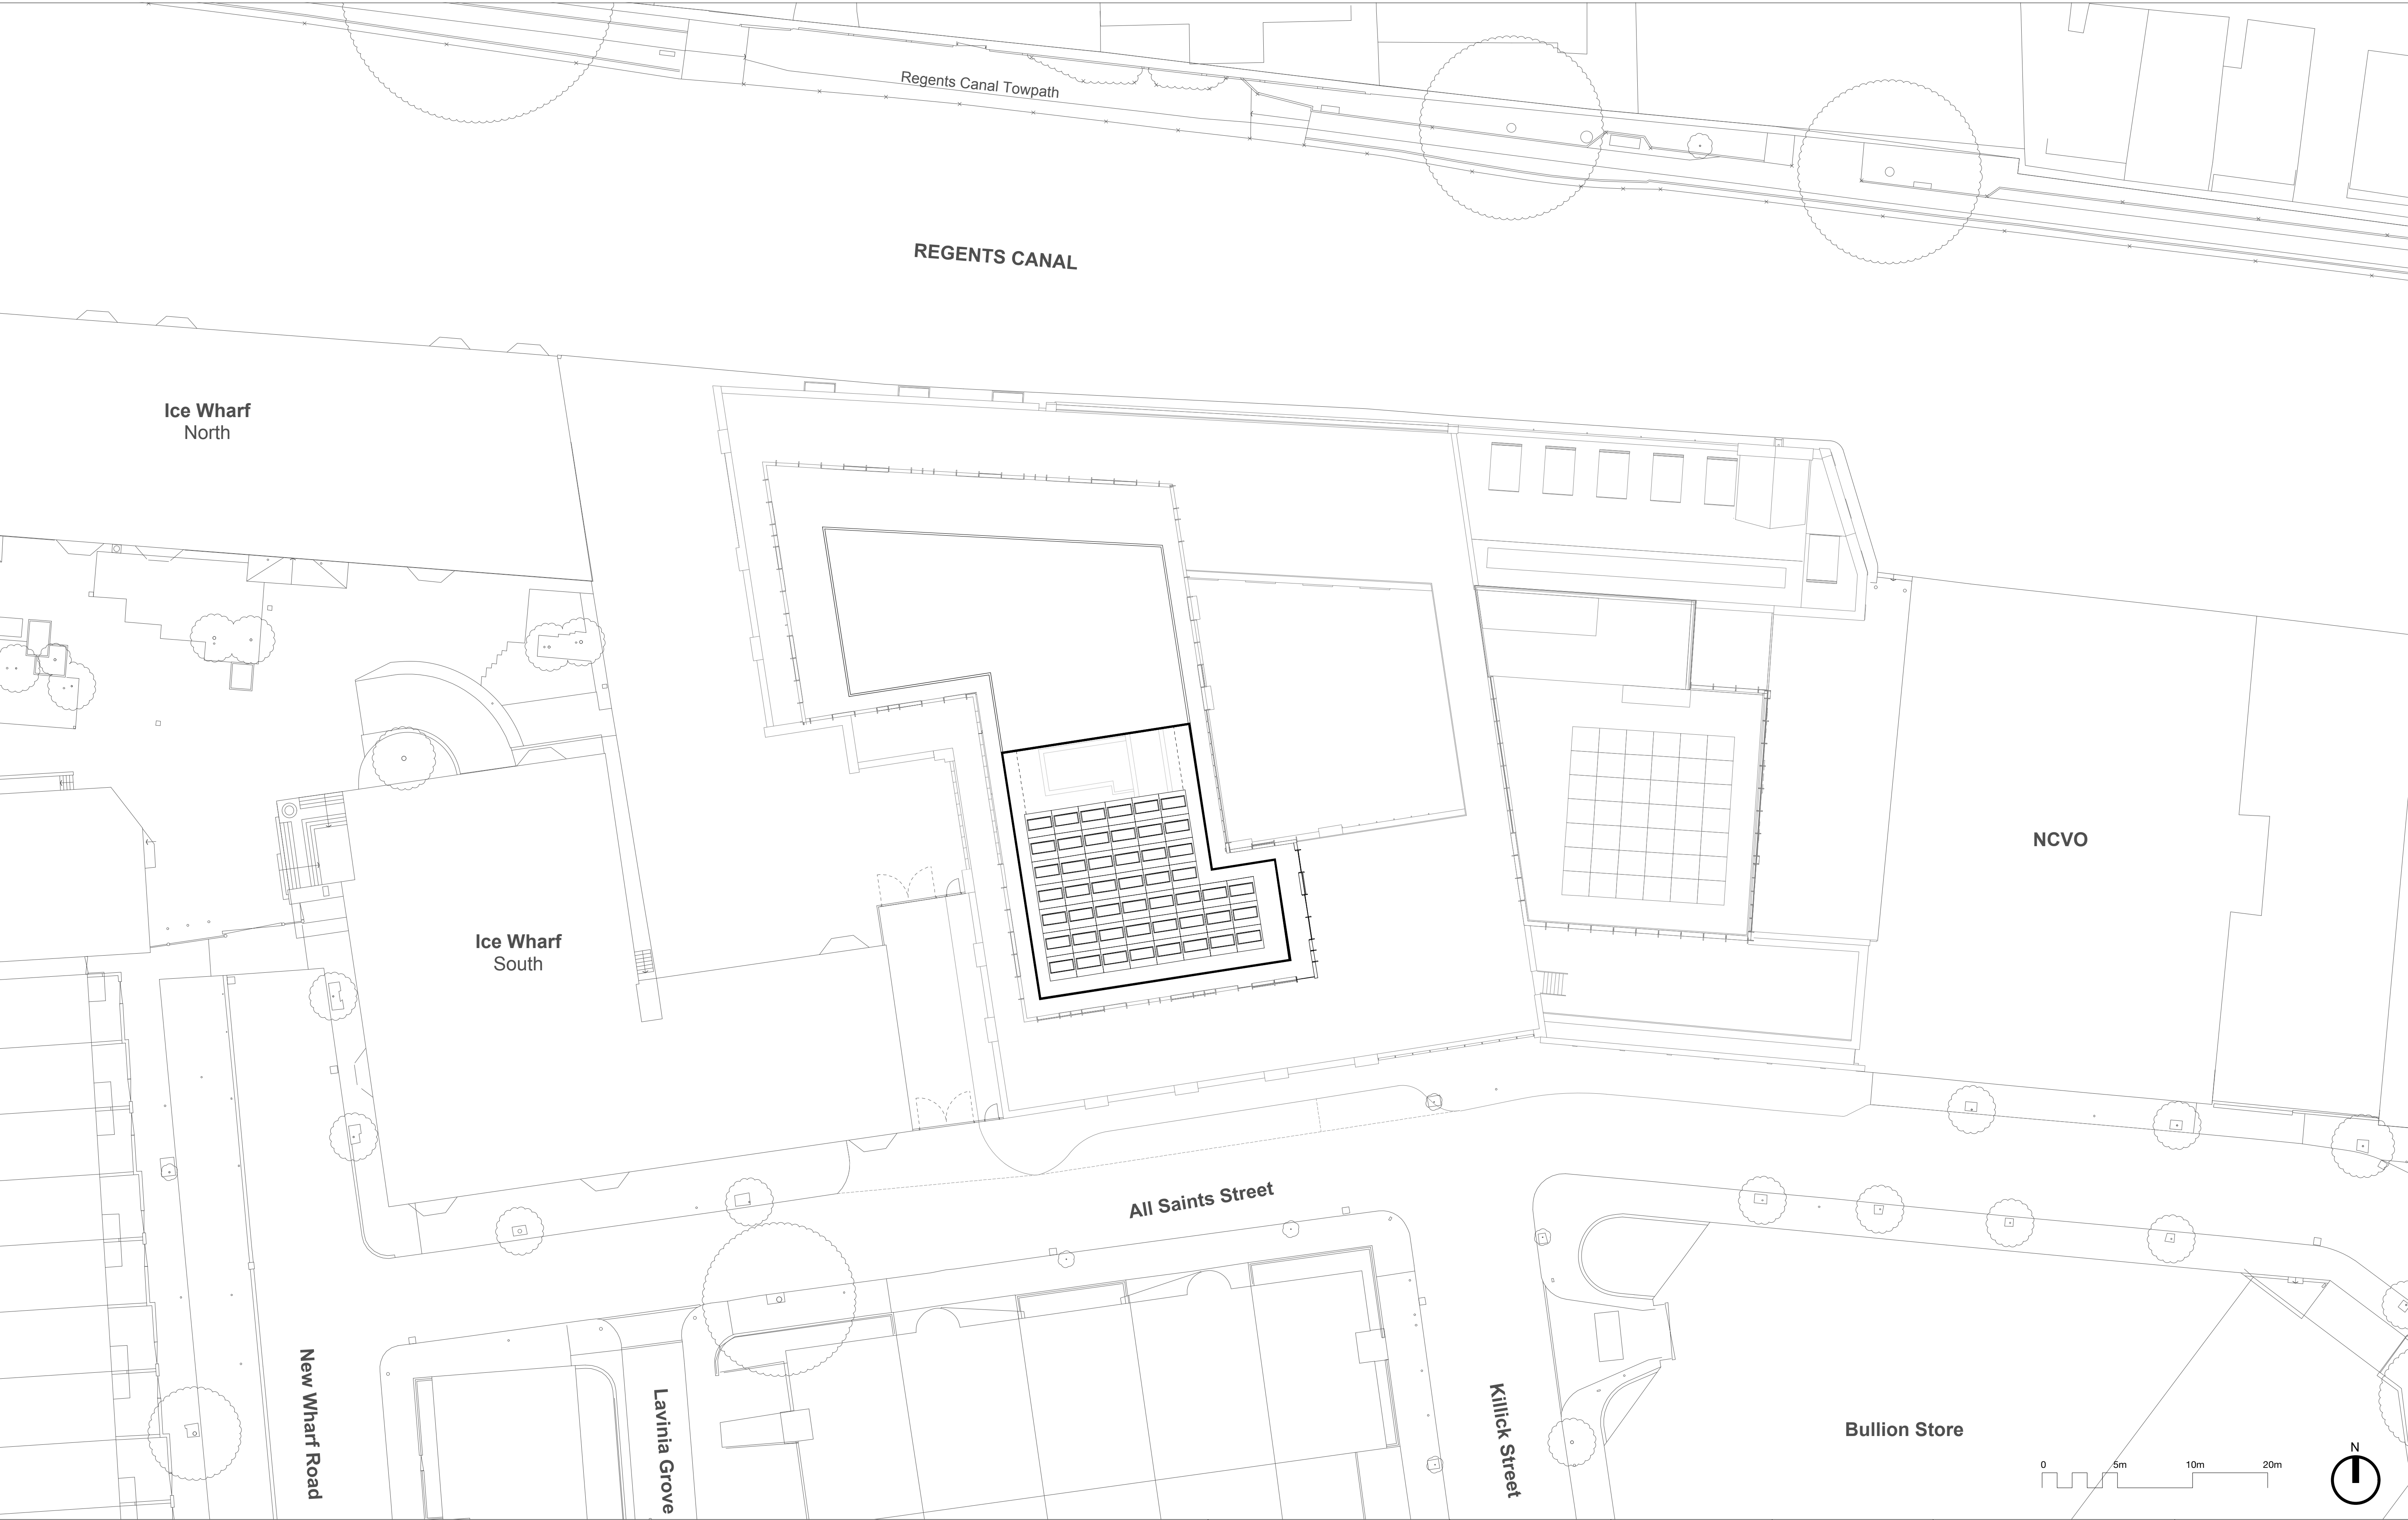 Regents Canal Towpath
REGENTS CANAL
Ice Wharf
North
NCVO
Ice Wharf
South
All Saints Street
New Wharf Road
Lavinia Grove
Killick Street
Bullion Store
N
0 5m 10m 20m